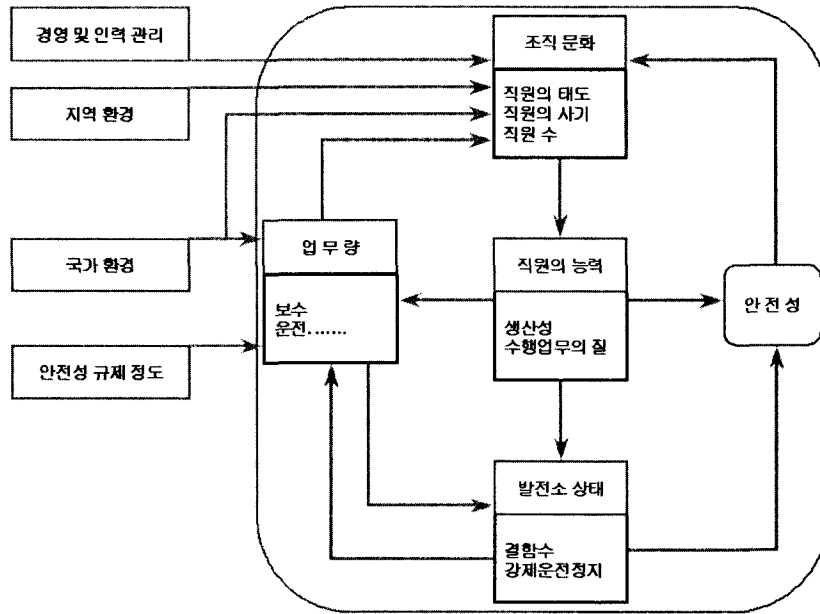 경영 및 인력 관리
지역 환경
국가 환경
안전성 규제 정도
조직 문화
직원의 태도
직원의 사기
직원 수
업 무 량
보수
운전.......
직원의 능력
생산성
수행업무의 질
안 전 성
발전소 상태
결함수
강제운전정지